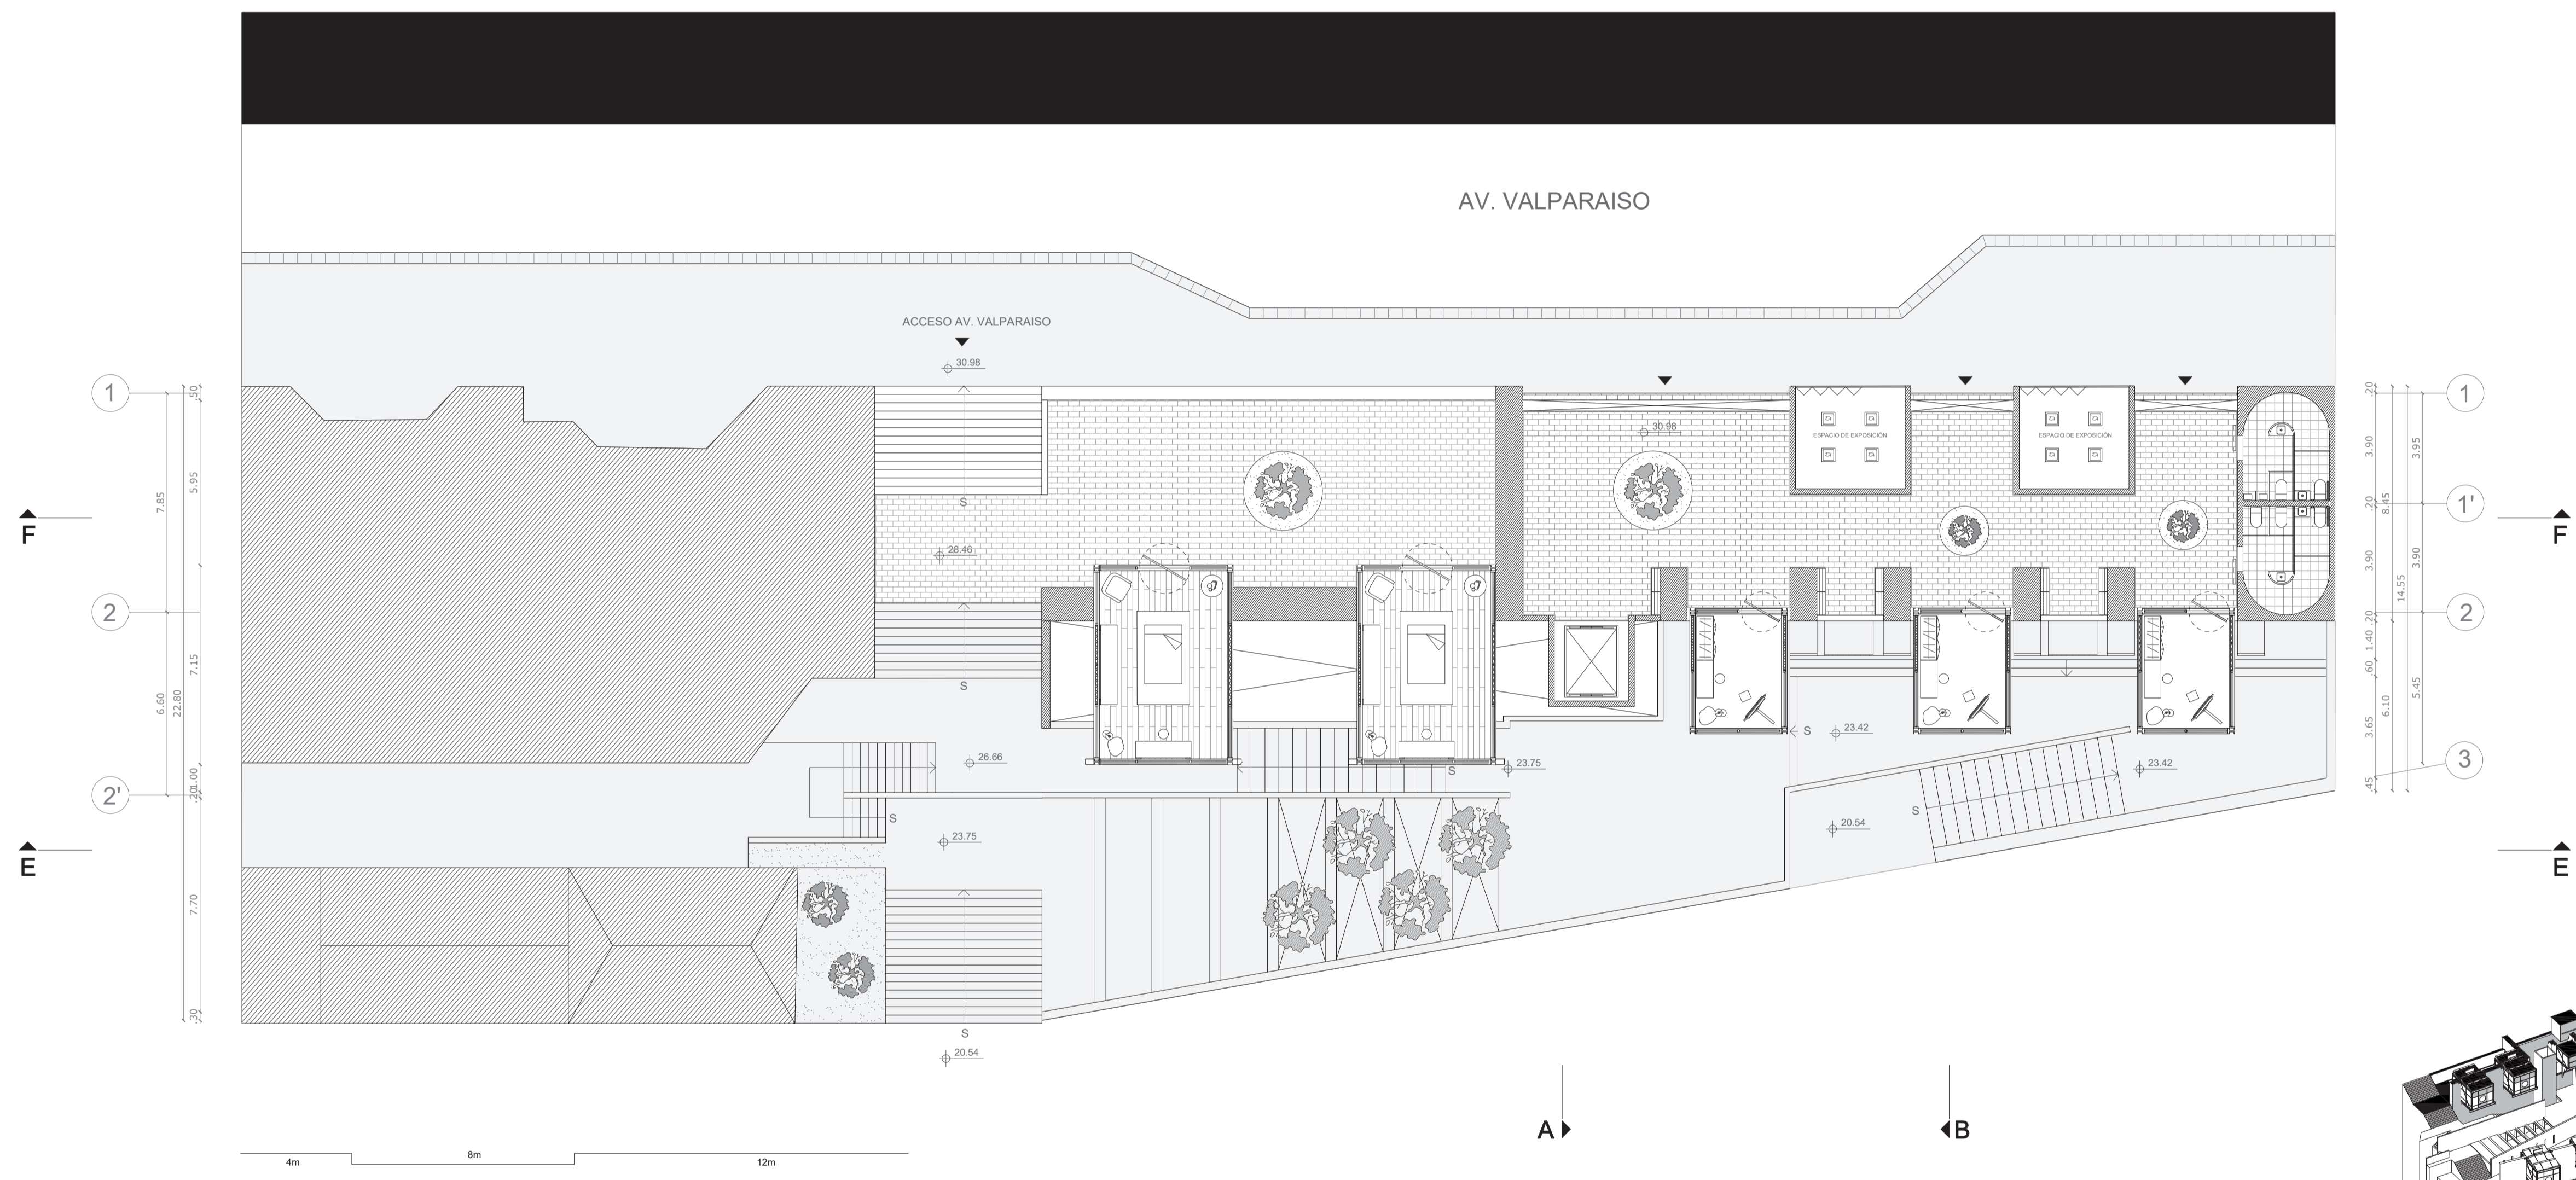 AV. VALPARAISO
ACCESO AV. VALPARAISO
30.98
30.98
ESPACIO DE EXPOSICIÓN
ESPACIO DE EXPOSICIÓN
S
28.46
S
26.66
S
23.75
S
20.54
S
23.75
S
23.42
S
20.54
S
23.42
1
2
2'
F
E
.50
5.95
7.85
7.15
6.60
22.80
1.00
.20
7.70
.30
1
1'
2
3
F
E
.20
3.90
3.95
.20
8.45
3.90
3.90
14.55
.20
1.40
.60
5.45
6.10
3.65
.45
A
B
4m
8m
12m